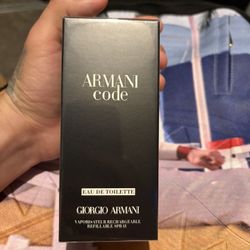 ARMANI
code
EAU DE TOILETTE
GIORGIO ARMANI
VAPORISATEUR RECHARGEABLE
REFILLABLE SPRAY